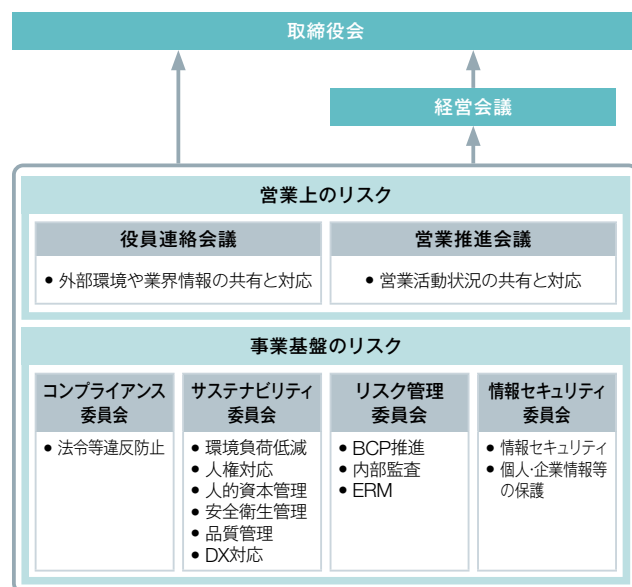 取締役会
経営会議
営業上のリスク
役員連絡会議
• 外部環境や業界情報の共有と対応
営業推進会議
• 営業活動状況の共有と対応
事業基盤のリスク
コンプライアンス
委員会
• 法令等違反防止
サステナビリティ
委員会
• 環境負荷低減
• 人権対応
• 人的資本管理
• 安全衛生管理
• 品質管理
• DX対応
リスク管理
委員会
• BCP推進
• 内部監査
• ERM
情報セキュリティ
委員会
• 情報セキュリティ
• 個人・企業情報等
の保護